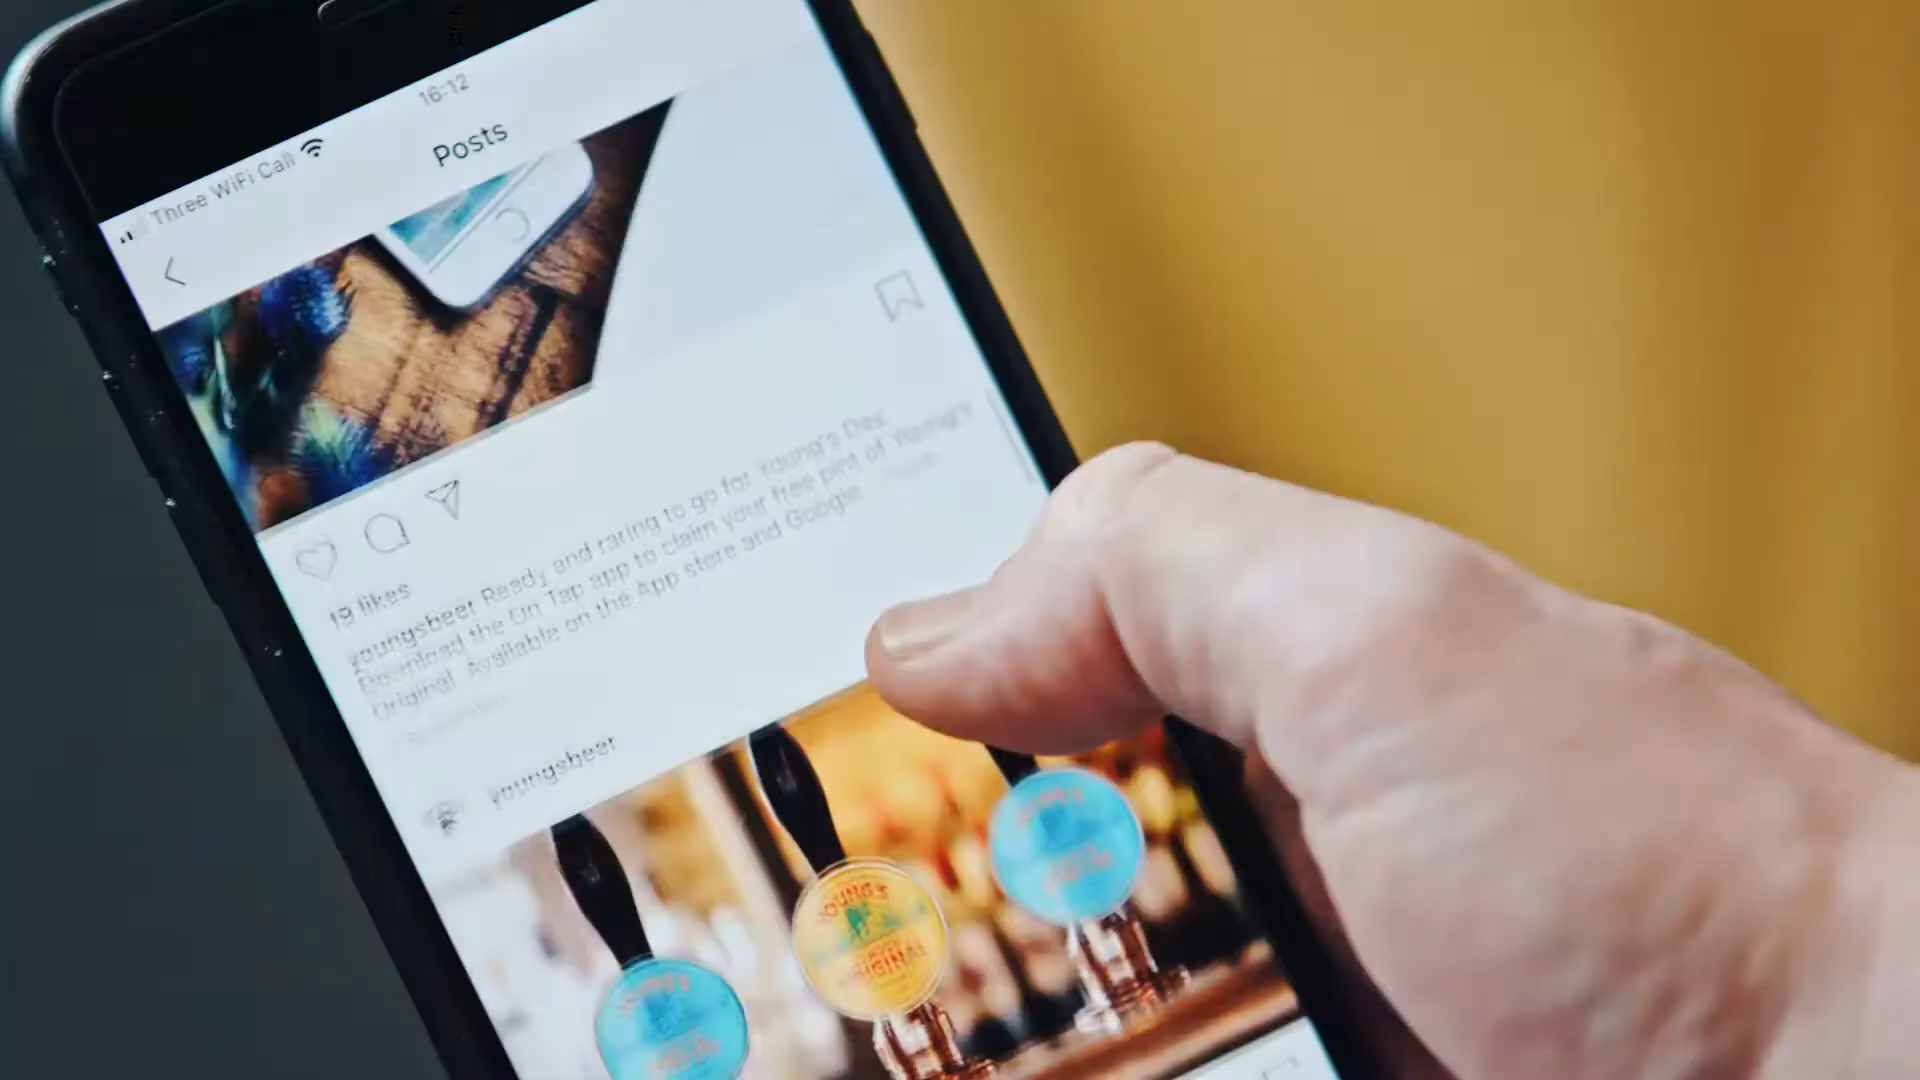 16:12
Three WiFi Call
Posts
19 likes
youngsbeer Ready and raring to go for Young's Day
Download the On Tap app to claim your free pint of Young's
Original. Available on the App store and Google
youngsbeer
YOUNG'S
ORIGINAL